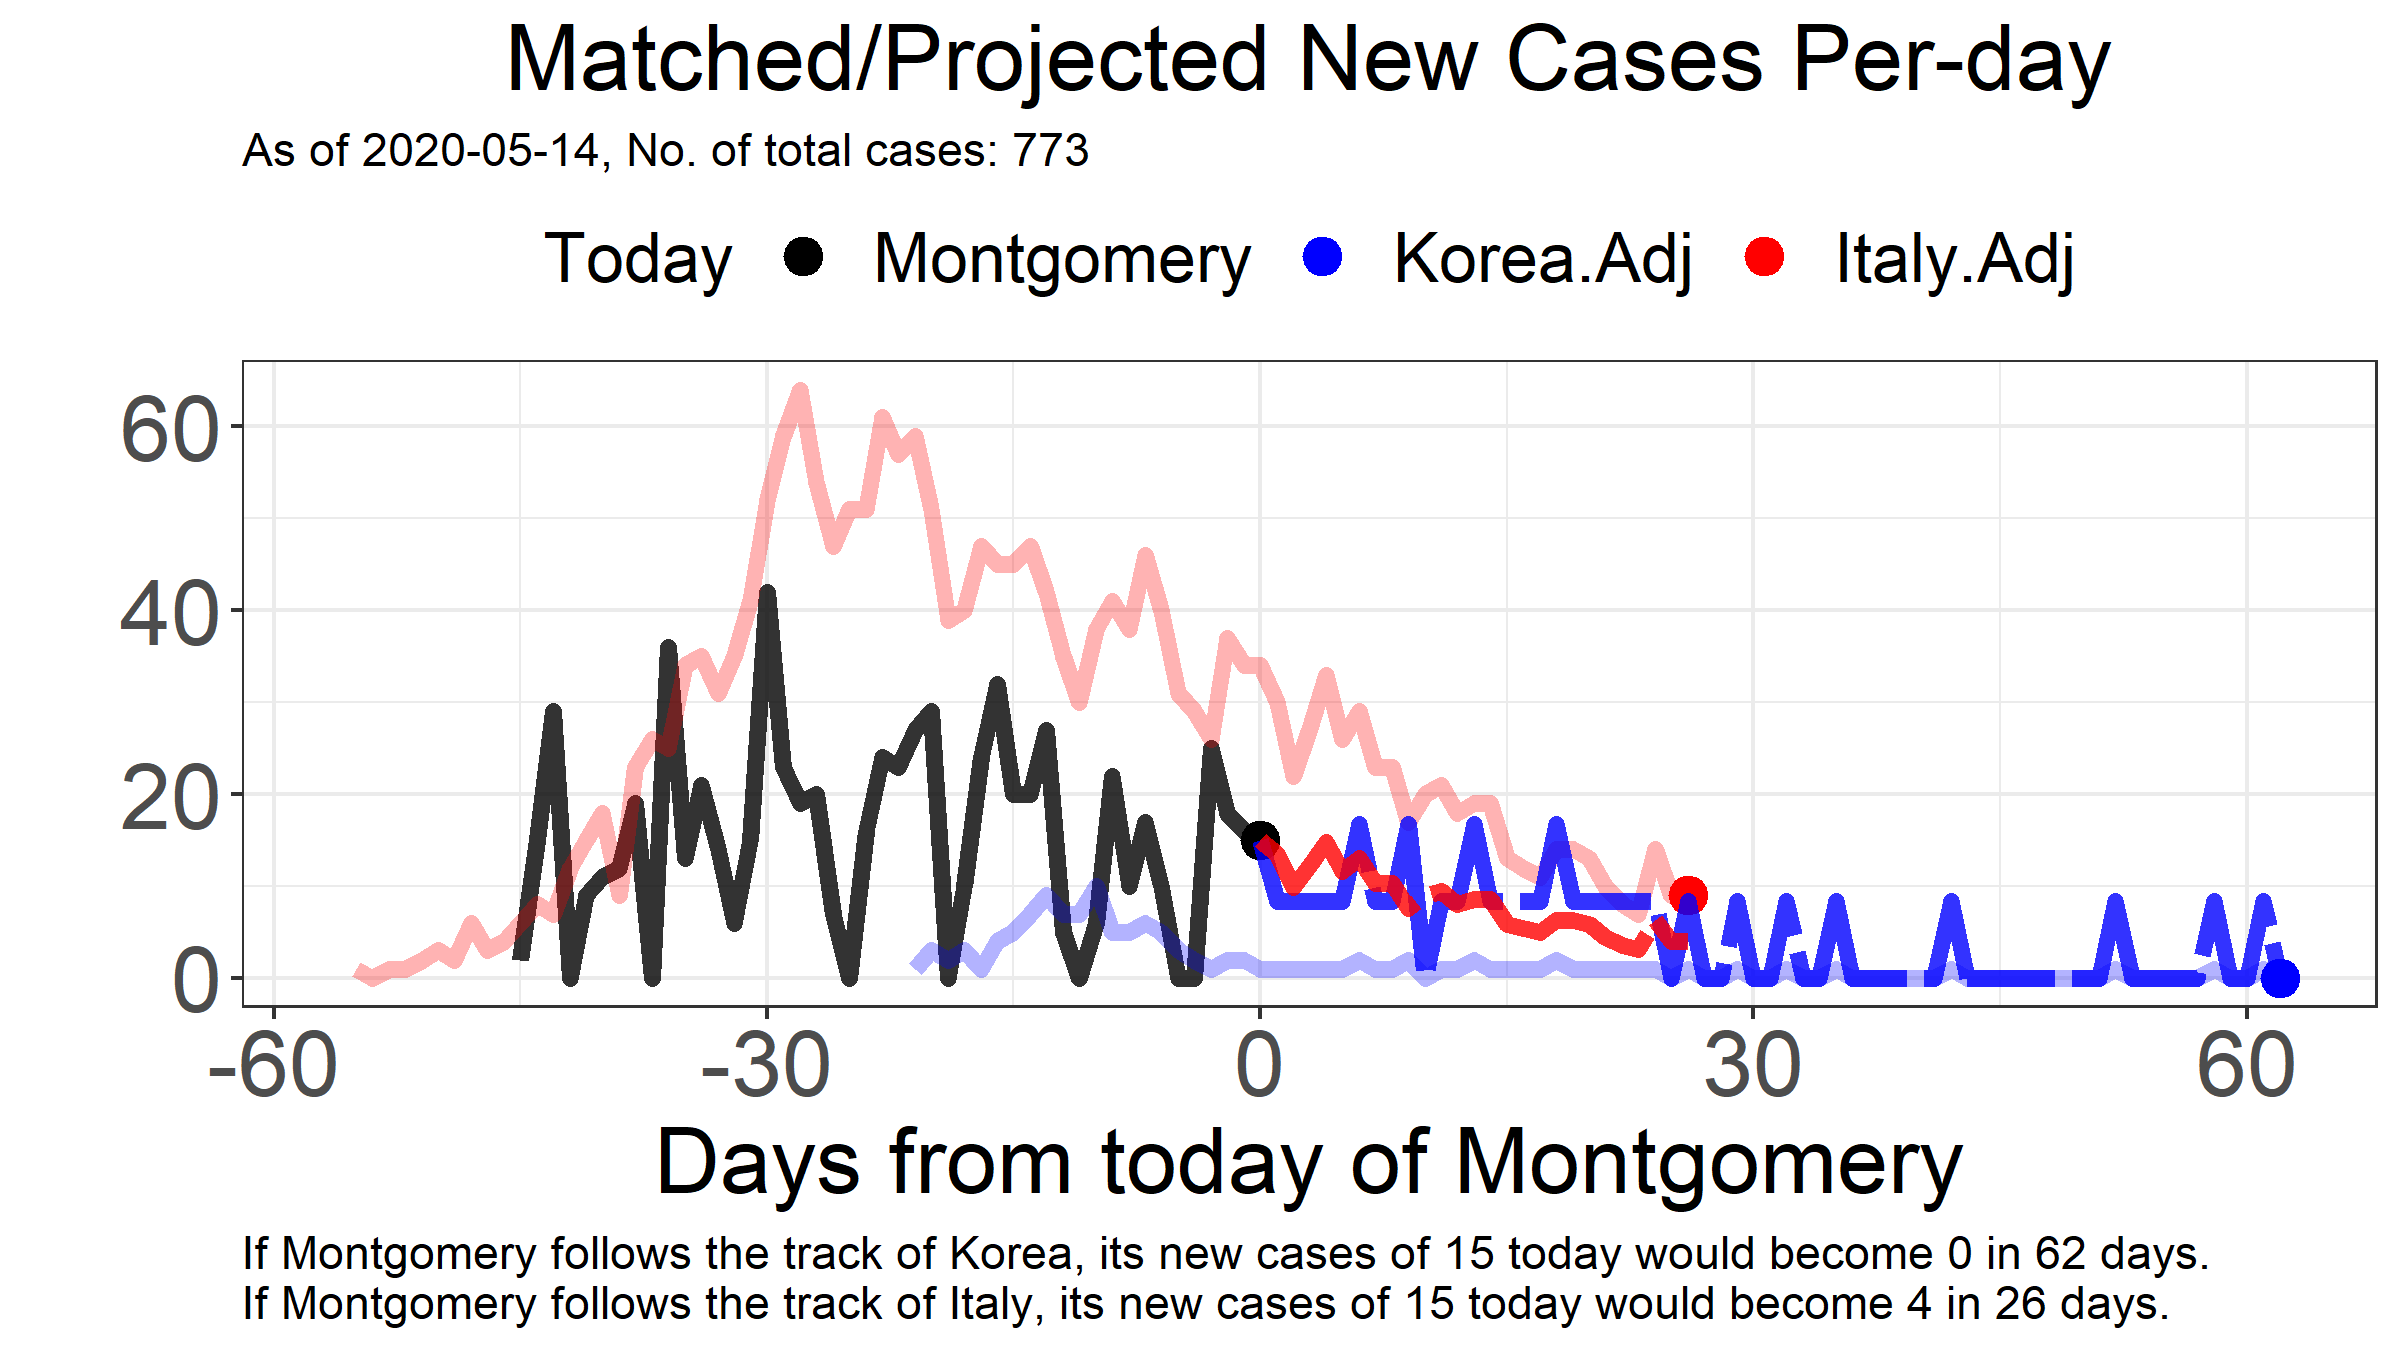 Matched/Projected New Cases Per-day
As of 2020-05-14, No. of total cases: 773
Today Montgomery Korea.Adj Italy.Adj
60
40
20
0
-60 -30 0 30 60
Days from today of Montgomery
If Montgomery follows the track of Korea, its new cases of 15 today would become 0 in 62 days.
If Montgomery follows the track of Italy, its new cases of 15 today would become 4 in 26 days.